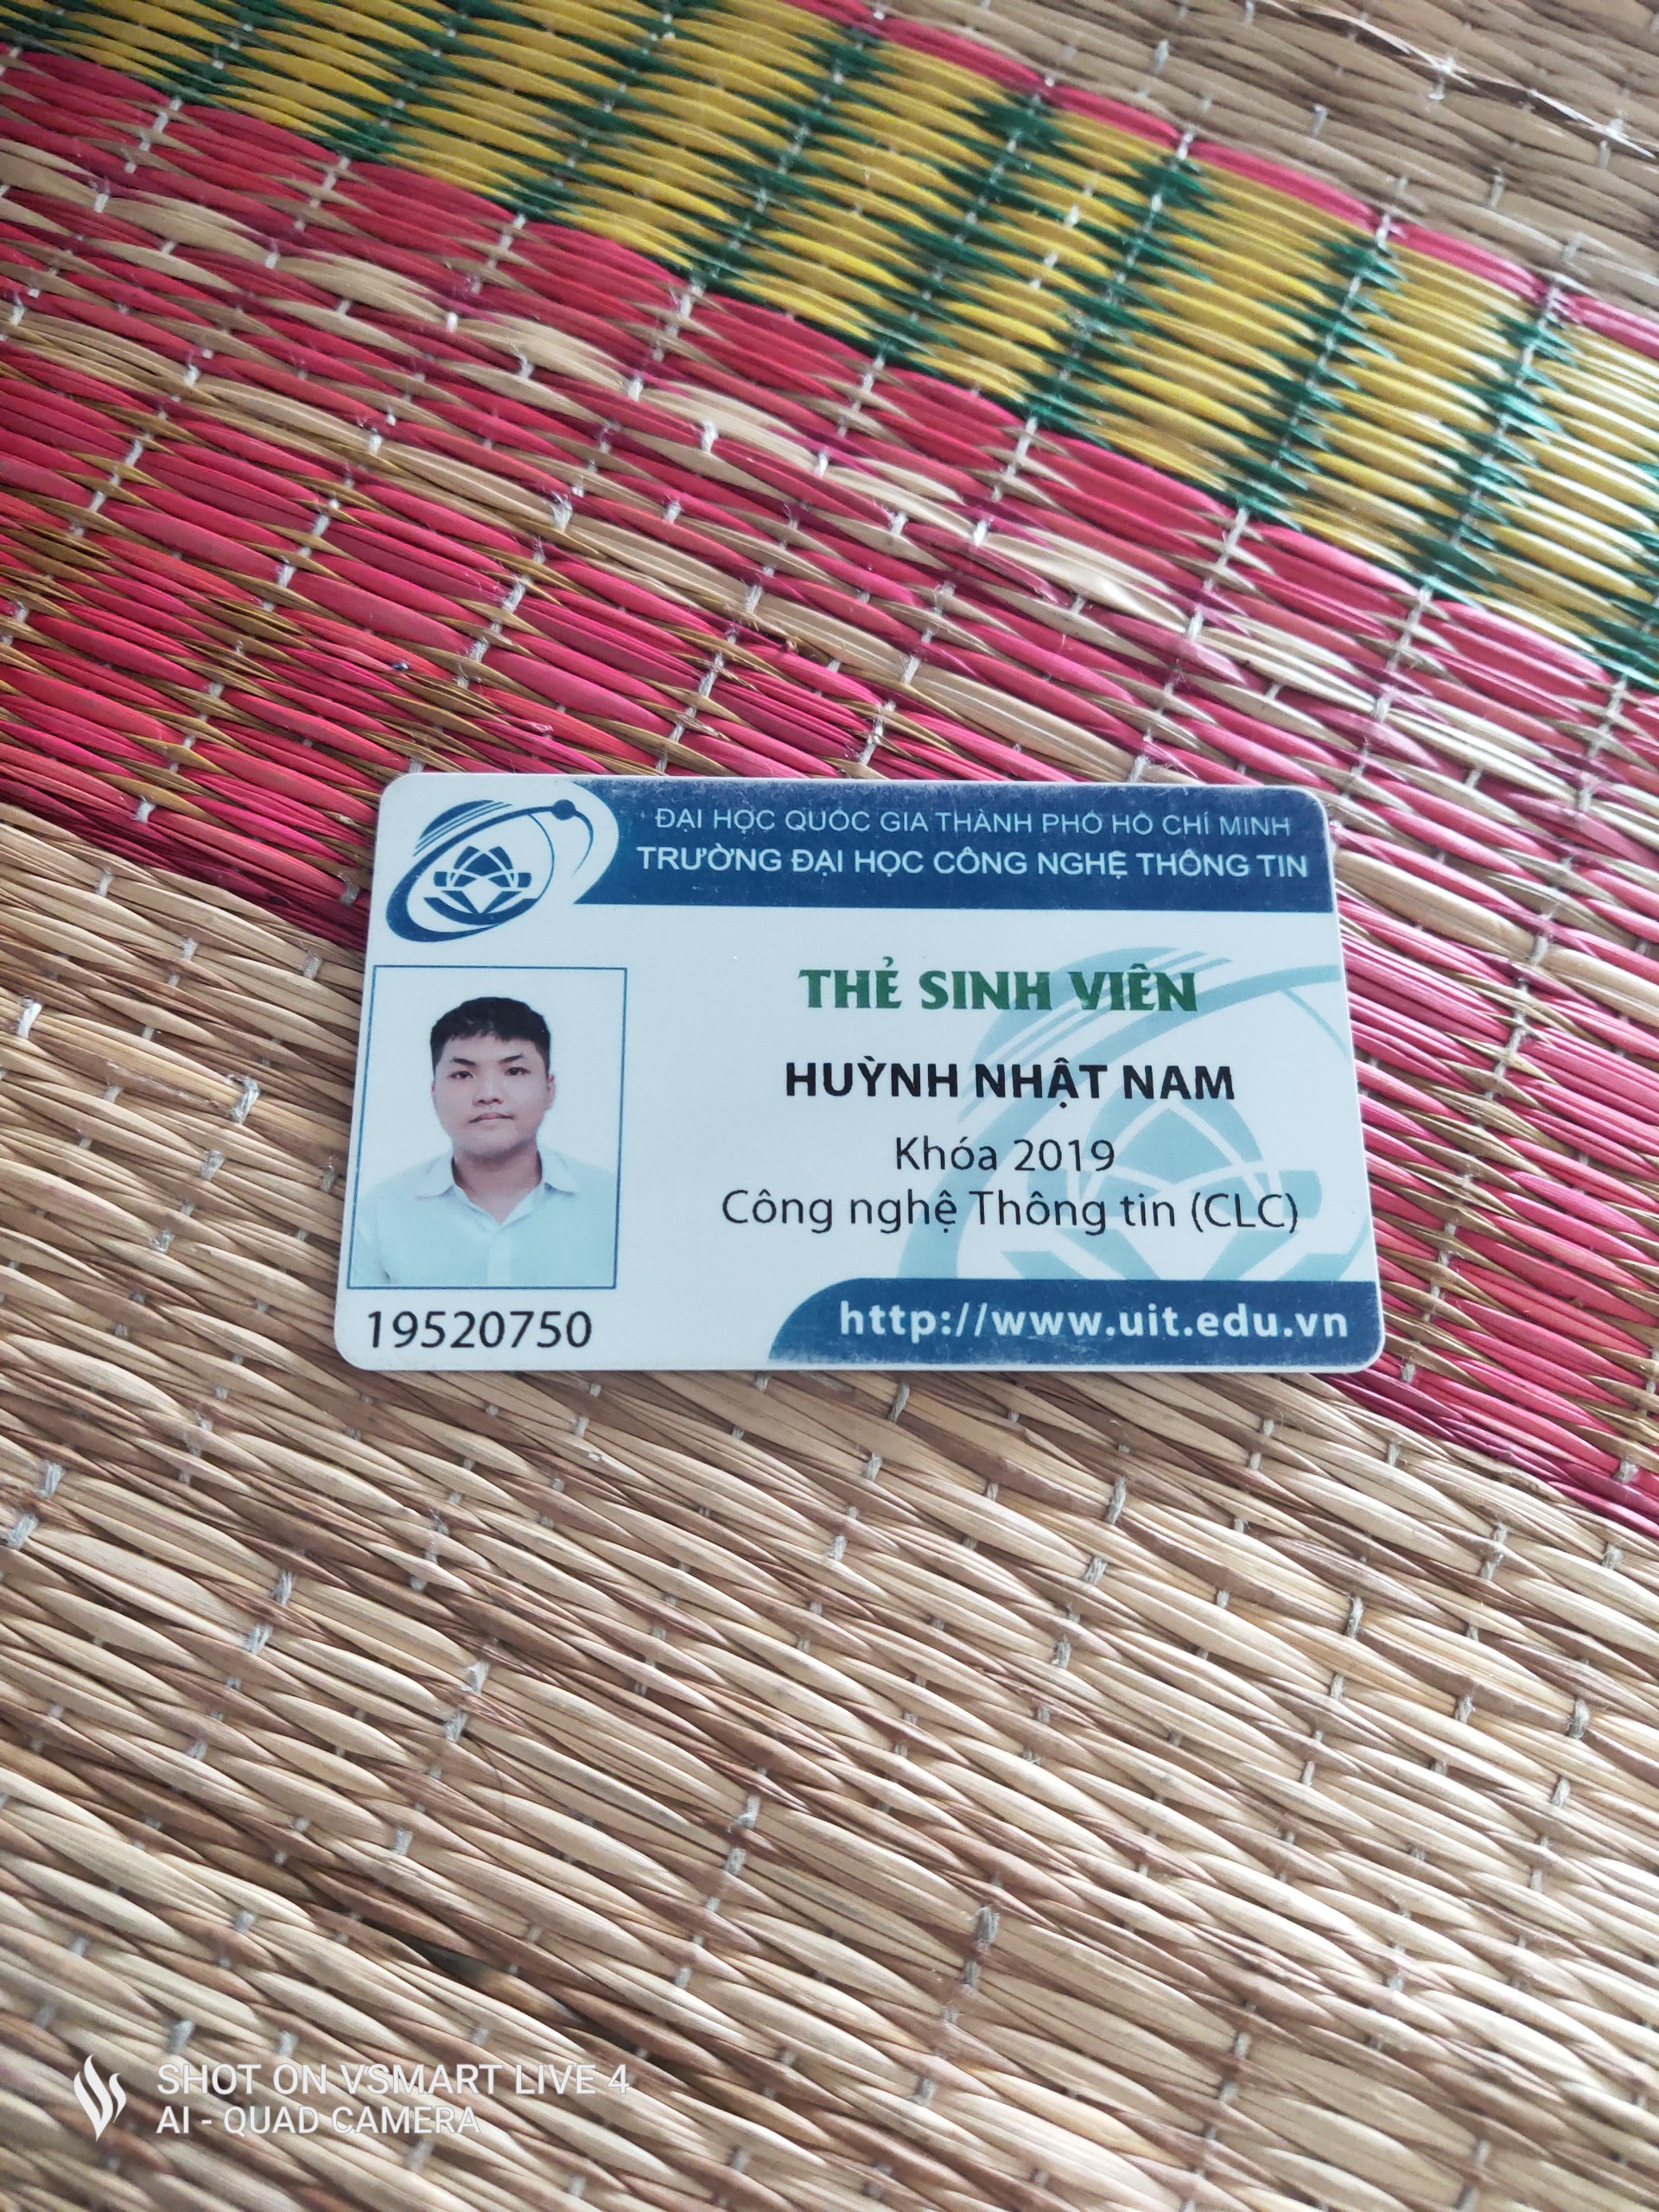 ĐẠI HỌC QUỐC GIA THÀNH PHỐ HỒ CHÍ MINH
TRƯỜNG ĐẠI HỌC CÔNG NGHỆ THÔNG TIN
THẺ SINH VIÊN
HUỲNH NHẬT NAM
Khóa 2019
Công nghệ Thông tin (CLC)
19520750
http://www.uit.edu.vn
SHOT ON VSMART LIVE 4
AI - QUAD CAMERA